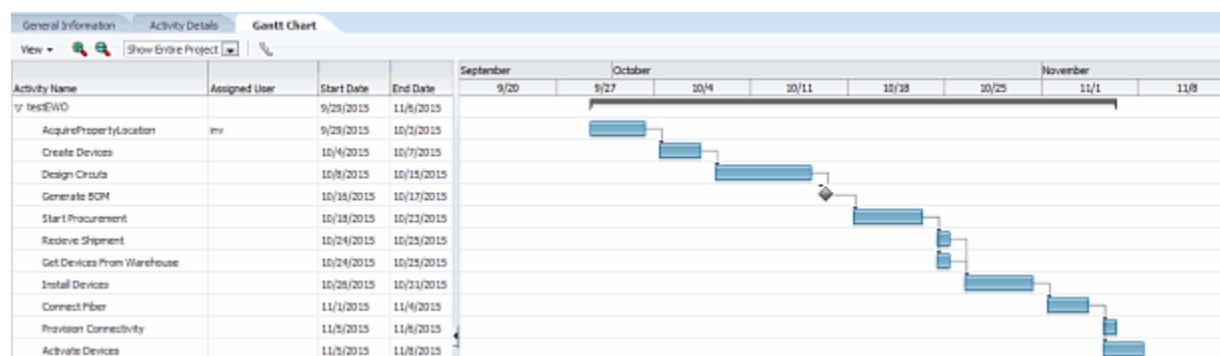 General Information Activity Details Gantt Chart
View Show Entire Project
September October November
Activity Name Assigned User Start Date End Date 9/20 9/27 10/4 10/11 10/18 10/25 11/1 11/8
testEWO 9/29/2015 11/6/2015
AcquirePropertyLocation inv 9/29/2015 10/3/2015
Create Devices 10/4/2015 10/7/2015
Design Circuts 10/8/2015 10/15/2015
Generate BOM 10/16/2015 10/17/2015
Start Procurement 10/18/2015 10/23/2015
Recieve Shipment 10/24/2015 10/25/2015
Get Devices From Warehouse 10/24/2015 10/25/2015
Install Devices 10/26/2015 10/31/2015
Connect Fiber 11/1/2015 11/4/2015
Provision Connectivity 11/5/2015 11/6/2015
Activate Devices 11/5/2015 11/8/2015